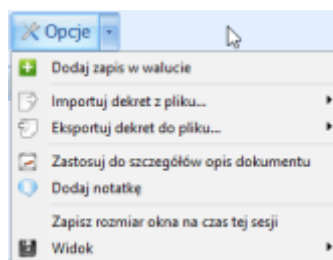 Opcje
Dodaj zapis w walucie
Importuj dekret z pliku...
Eksportuj dekret do pliku...
Zastosuj do szczegółów opis dokumentu
Dodaj notatkę
Zapisz rozmiar okna na czas tej sesji
Widok